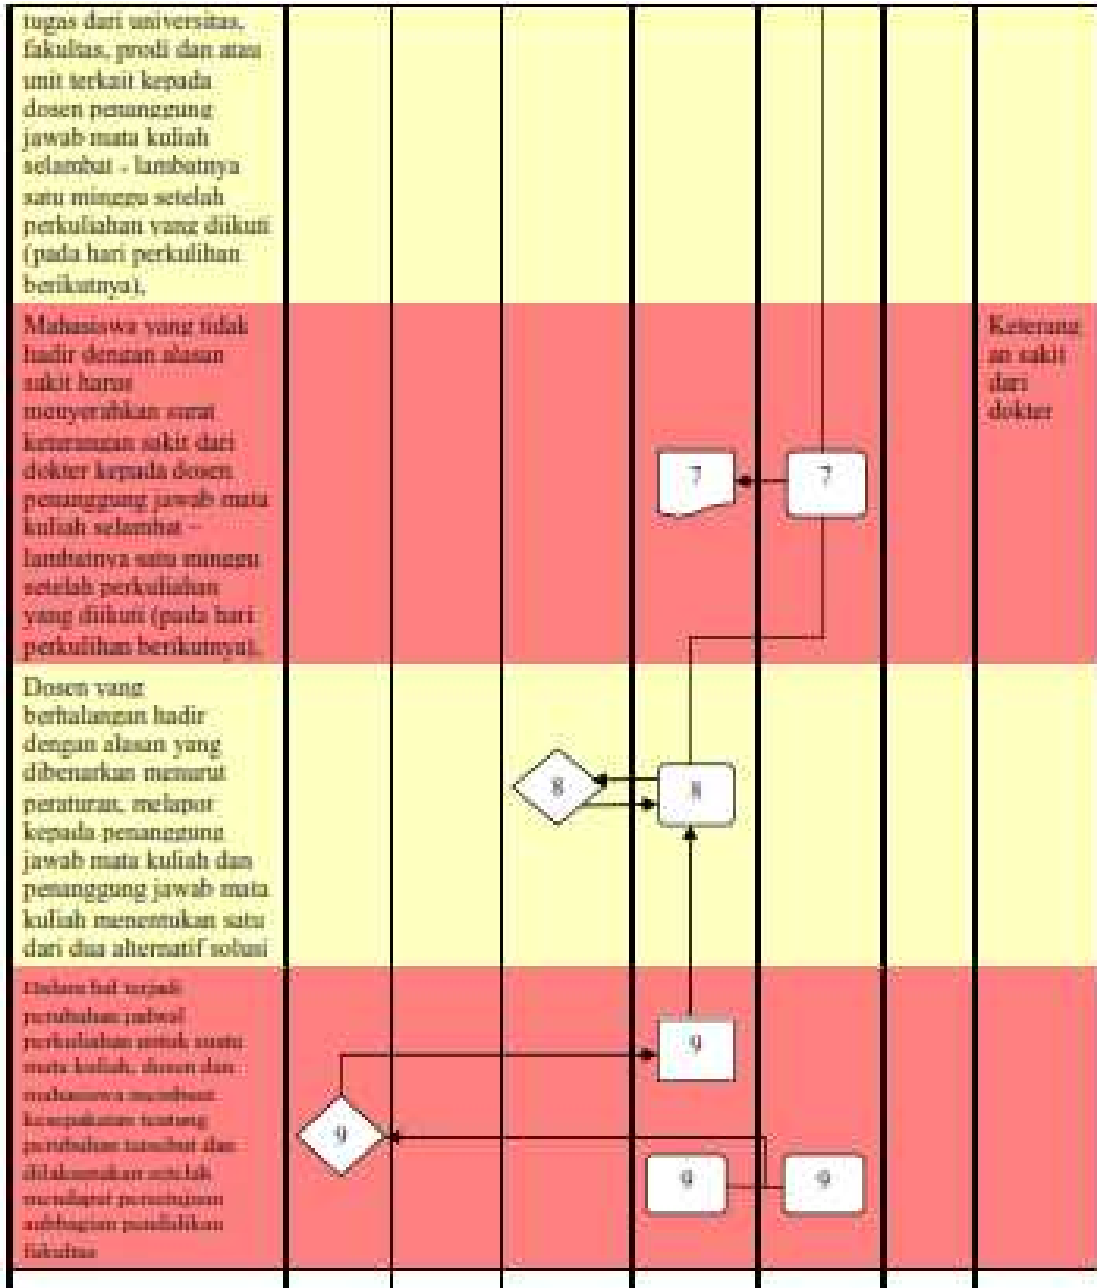 tugas dari universitas,
fakultas, prodi dan atau
unit terkait kepada
dosen penanggung
jawab mata kuliah
selambat - lambatnya
satu minggu setelah
perkuliahan yang diikuti
(pada hari perkulihan
berikutnya),
Mahasiswa yang tidak
hadir dengan alasan
sakit harus
menyerahkan surat
keterangan sakit dari
dokter kepada dosen
penanggung jawab mata
kuliah selambat –
lambatnya satu minggu
setelah perkuliahan
yang diikuti (pada hari
perkulihan berikutnya),
Keterang
an sakit
dari
dokter
7
7
Dosen yang
berhalangan hadir
dengan alasan yang
dibenarkan menurut
peraturan, melapor
kepada penanggung
jawab mata kuliah dan
penanggung jawab mata
kuliah menentukan satu
dari dua alternatif solusi
8
8
Dalam hal terjadi
perubahan jadwal
perkuliahan untuk suatu
mata kuliah, dosen dan
mahasiswa membuat
kesepakatan tentang
perubahan tersebut dan
dilaksanakan setelah
mendapat persetujuan
subbagian pendidikan
fakultas
9
9
9
9